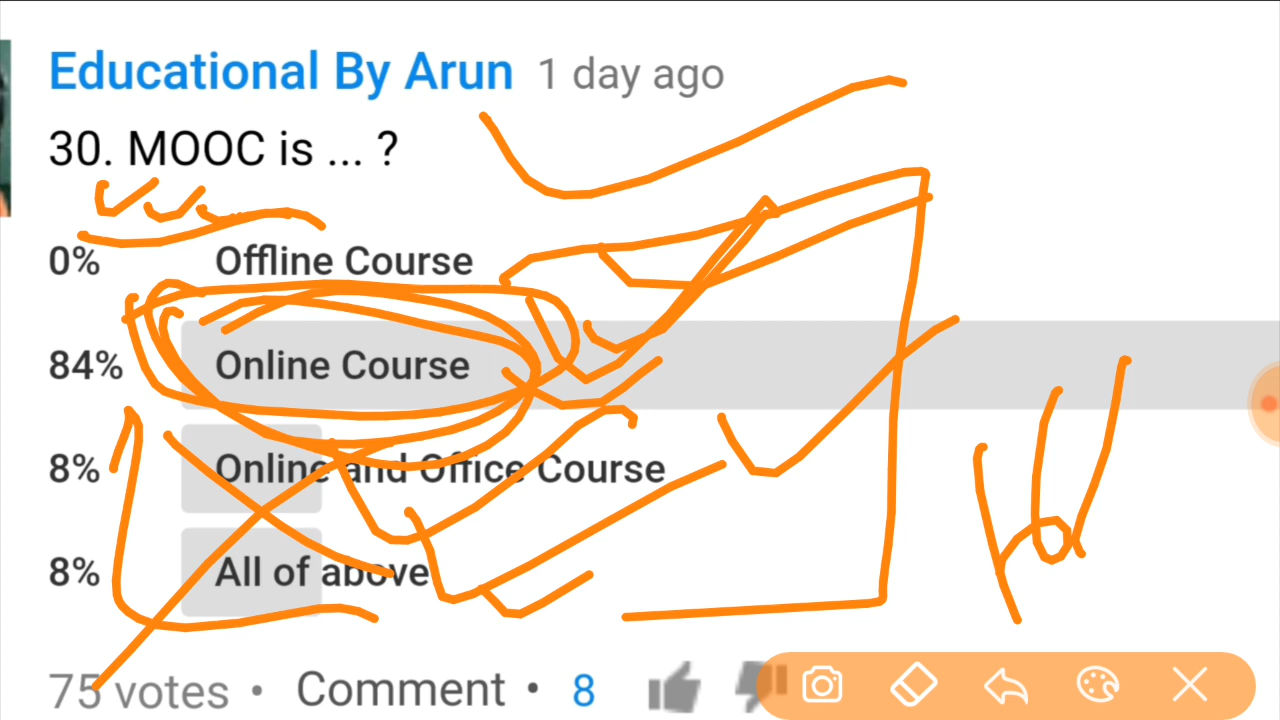 Educational By Arun 1 day ago
30. MOOC is ... ?
0% Offline Course
84% Online Course
8% Online and Office Course
8% All of above
75 votes • Comment • 8